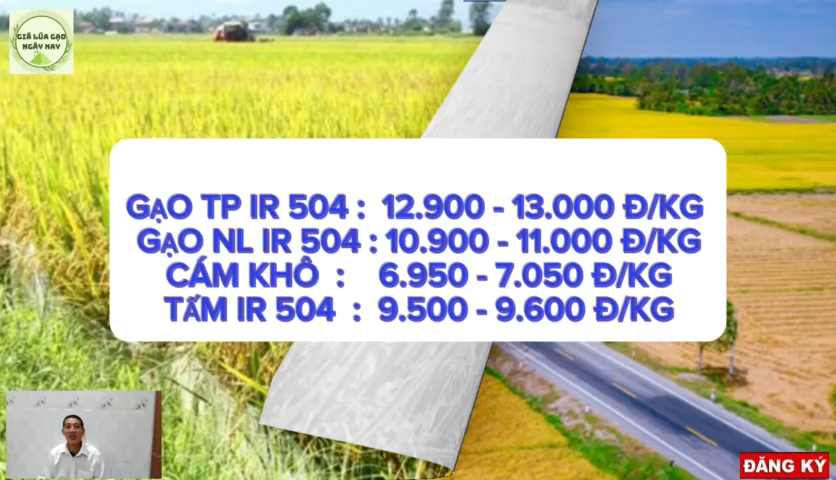 GIÁ LÚA GẠO
NGÀY NAY
GẠO TP IR 504 : 12.900 - 13.000 Đ/KG
GẠO NL IR 504 : 10.900 - 11.000 Đ/KG
CÁM KHÔ : 6.950 - 7.050 Đ/KG
TẤM IR 504 : 9.500 - 9.600 Đ/KG
ĐĂNG KÝ